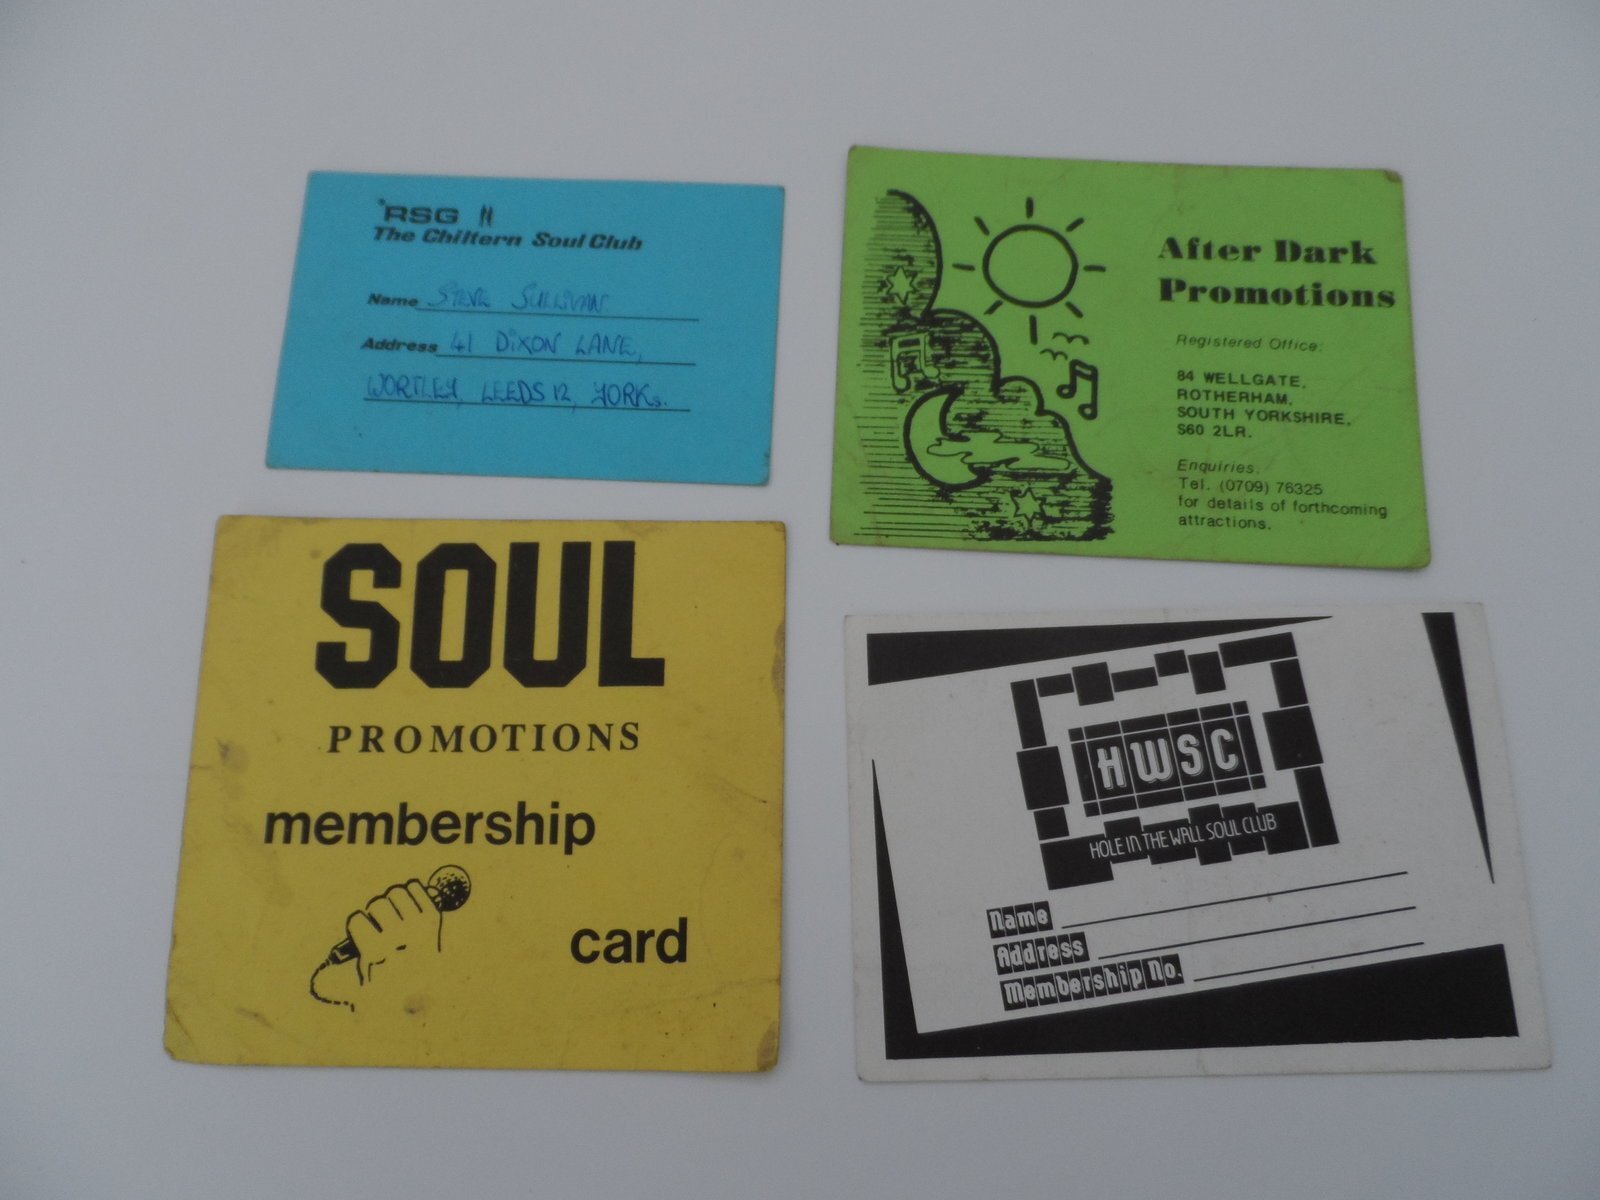 RSG II
The Chiltern Soul Club
Name STEVE SULLIVAN
Address 41 DIXON LANE,
WORTLEY, LEEDS 12, YORKS.
After Dark
Promotions
Registered Office:
84 WELLGATE,
ROTHERHAM,
SOUTH YORKSHIRE,
S60 2LR.
Enquiries.
Tel. (0709) 76325
for details of forthcoming
attractions.
SOUL
PROMOTIONS
membership
card
HWSC
HOLE IN THE WALL SOUL CLUB
Name
Address
Membership No.